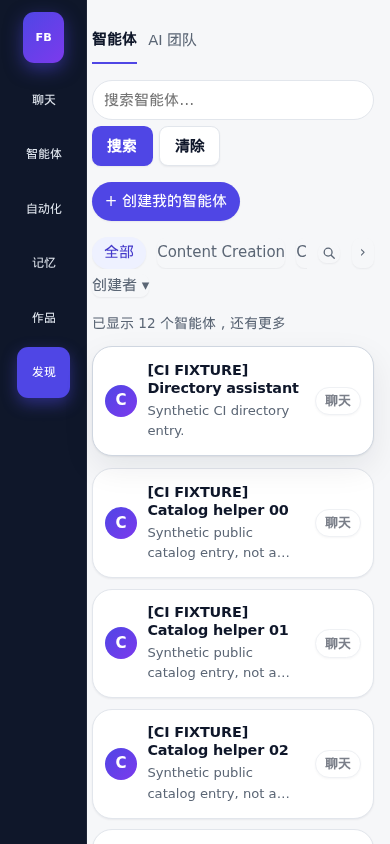 FB
聊天
智能体
自动化
记忆
作品
发现
智能体 AI 团队
搜索智能体...
搜索 清除
+ 创建我的智能体
全部 Content Creation C
创建者 ▾
已显示 12 个智能体，还有更多
C
[CI FIXTURE]
Directory assistant
Synthetic CI directory
entry.
聊天
C
[CI FIXTURE]
Catalog helper 00
Synthetic public
catalog entry, not a...
聊天
C
[CI FIXTURE]
Catalog helper 01
Synthetic public
catalog entry, not a...
聊天
C
[CI FIXTURE]
Catalog helper 02
Synthetic public
catalog entry, not a...
聊天